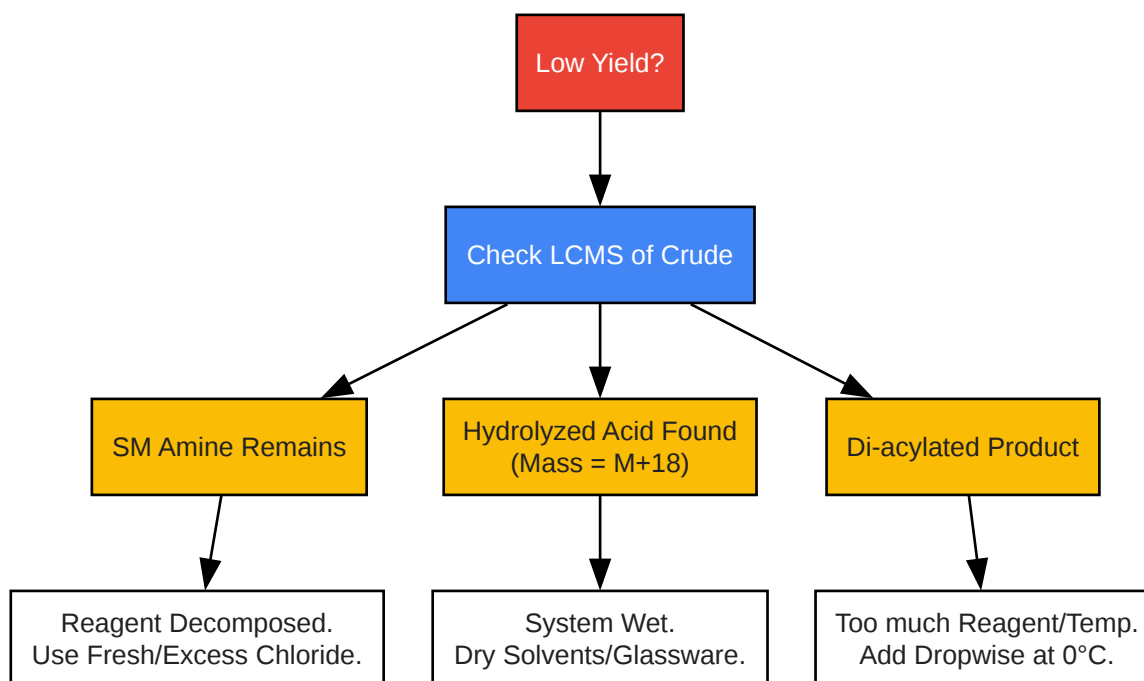 Low Yield?
Check LCMS of Crude
SM Amine Remains
Hydrolyzed Acid Found
(Mass = M+18)
Di-acylated Product
Reagent Decomposed.
Use Fresh/Excess Chloride.
System Wet.
Dry Solvents/Glassware.
Too much Reagent/Temp.
Add Dropwise at 0°C.